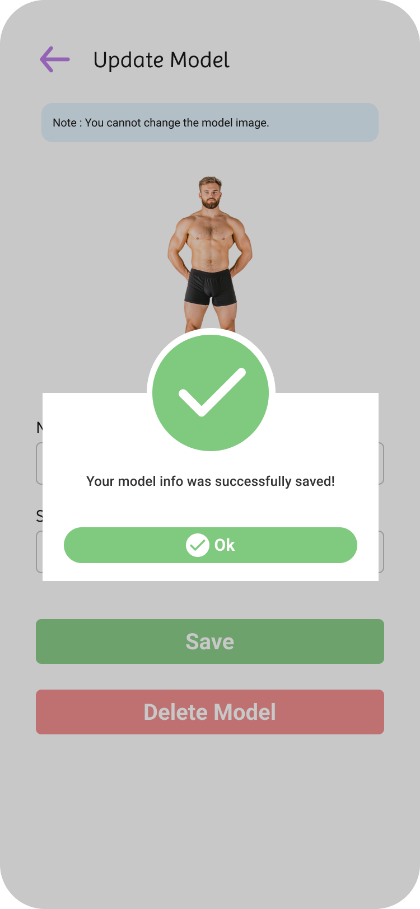 Update Model
Note : You cannot change the model image.
N
Your model info was successfully saved!
S
Ok
Save
Delete Model